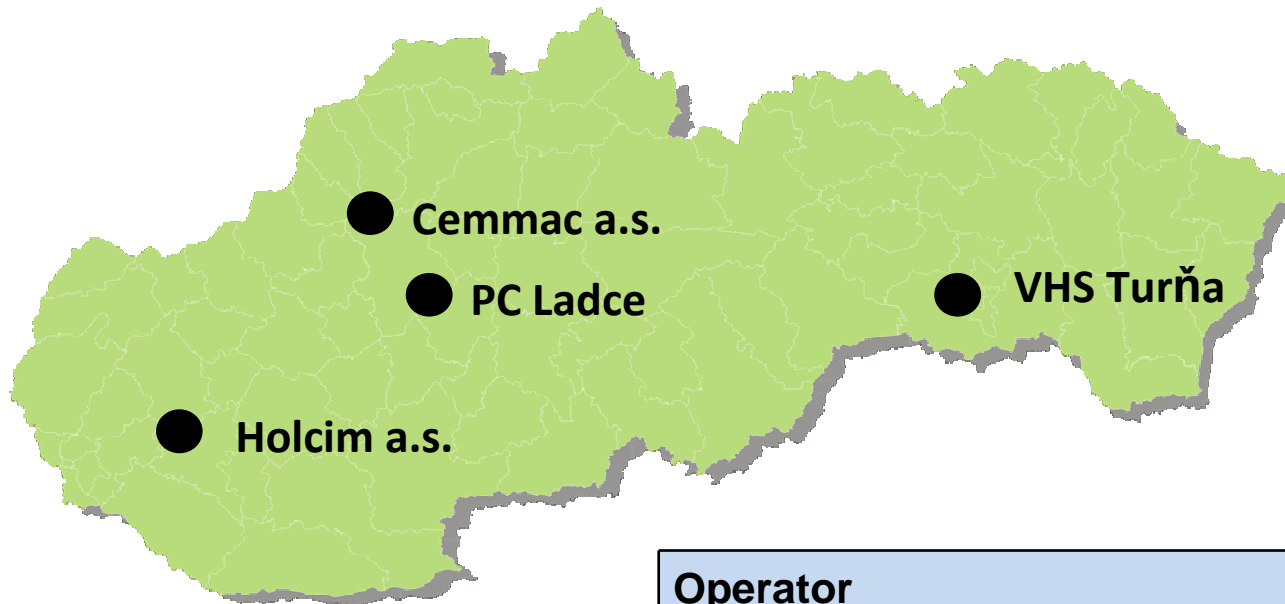 Cemmac a.s.
PC Ladce
VHS Turňa
Holcim a.s.
Operator